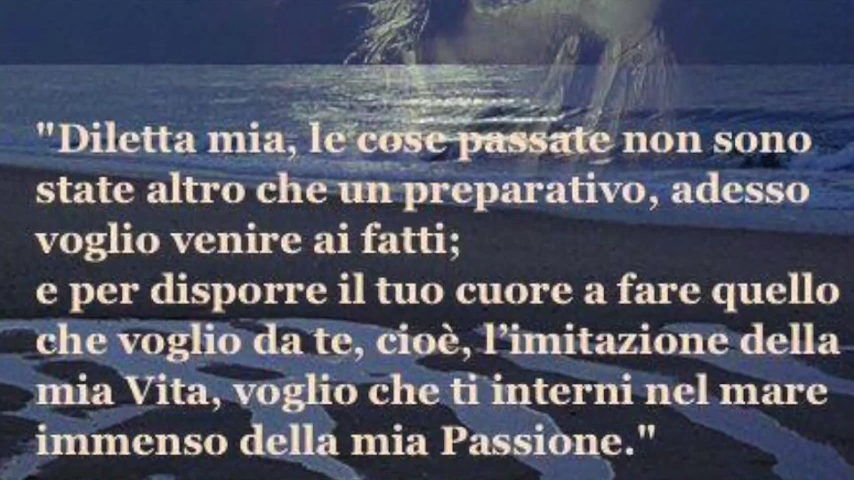 "Diletta mia, le cose passate non sono
state altro che un preparativo, adesso
voglio venire ai fatti;
e per disporre il tuo cuore a fare quello
che voglio da te, cioè, l’imitazione della
mia Vita, voglio che ti interni nel mare
immenso della mia Passione."